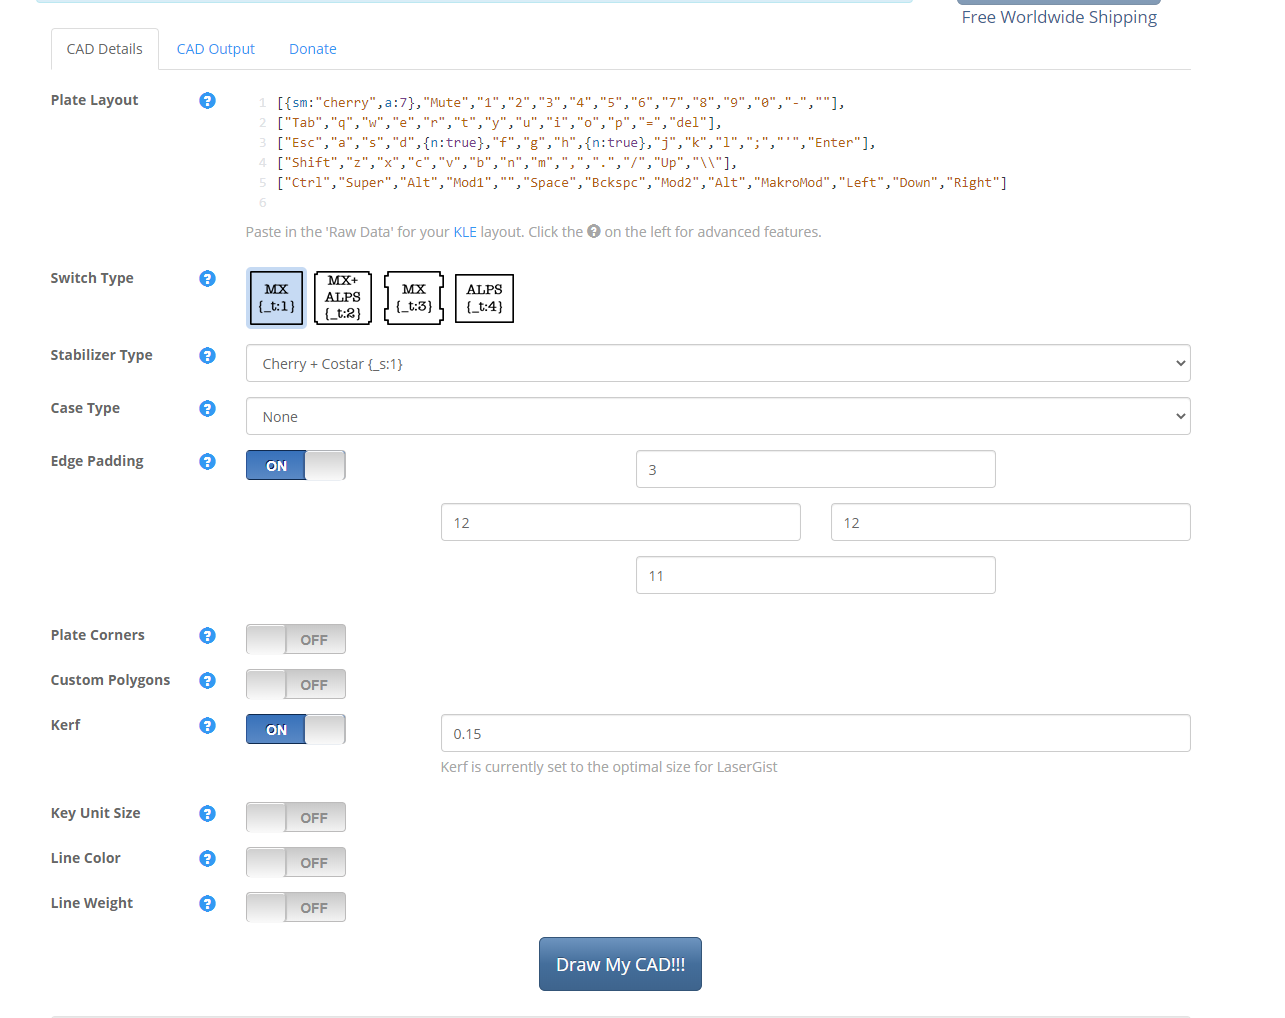 Free Worldwide Shipping
CAD Details
CAD Output
Donate
Plate Layout
1 [{sm:"cherry",a:7},"Mute","1","2","3","4","5","6","7","8","9","0","-",""],
2 ["Tab","q","w","e","r","t","y","u","i","o","p","=","del"],
3 ["Esc","a","s","d",{n:true},"f","g","h",{n:true},"j","k","l",";","'","Enter"],
4 ["Shift","z","x","c","v","b","n","m",",",".","/","Up","\\"],
5 ["Ctrl","Super","Alt","Mod1","","Space","Bckspc","Mod2","Alt","MakroMod","Left","Down","Right"]
6
Paste in the 'Raw Data' for your KLE layout. Click the ? on the left for advanced features.
Switch Type
MX
{_t:1}
MX+
ALPS
{_t:2}
MX
{_t:3}
ALPS
{_t:4}
Stabilizer Type
Cherry + Costar {_s:1}
Case Type
None
Edge Padding
ON
3
12
12
11
Plate Corners
OFF
Custom Polygons
OFF
Kerf
ON
0.15
Kerf is currently set to the optimal size for LaserGist
Key Unit Size
OFF
Line Color
OFF
Line Weight
OFF
Draw My CAD!!!